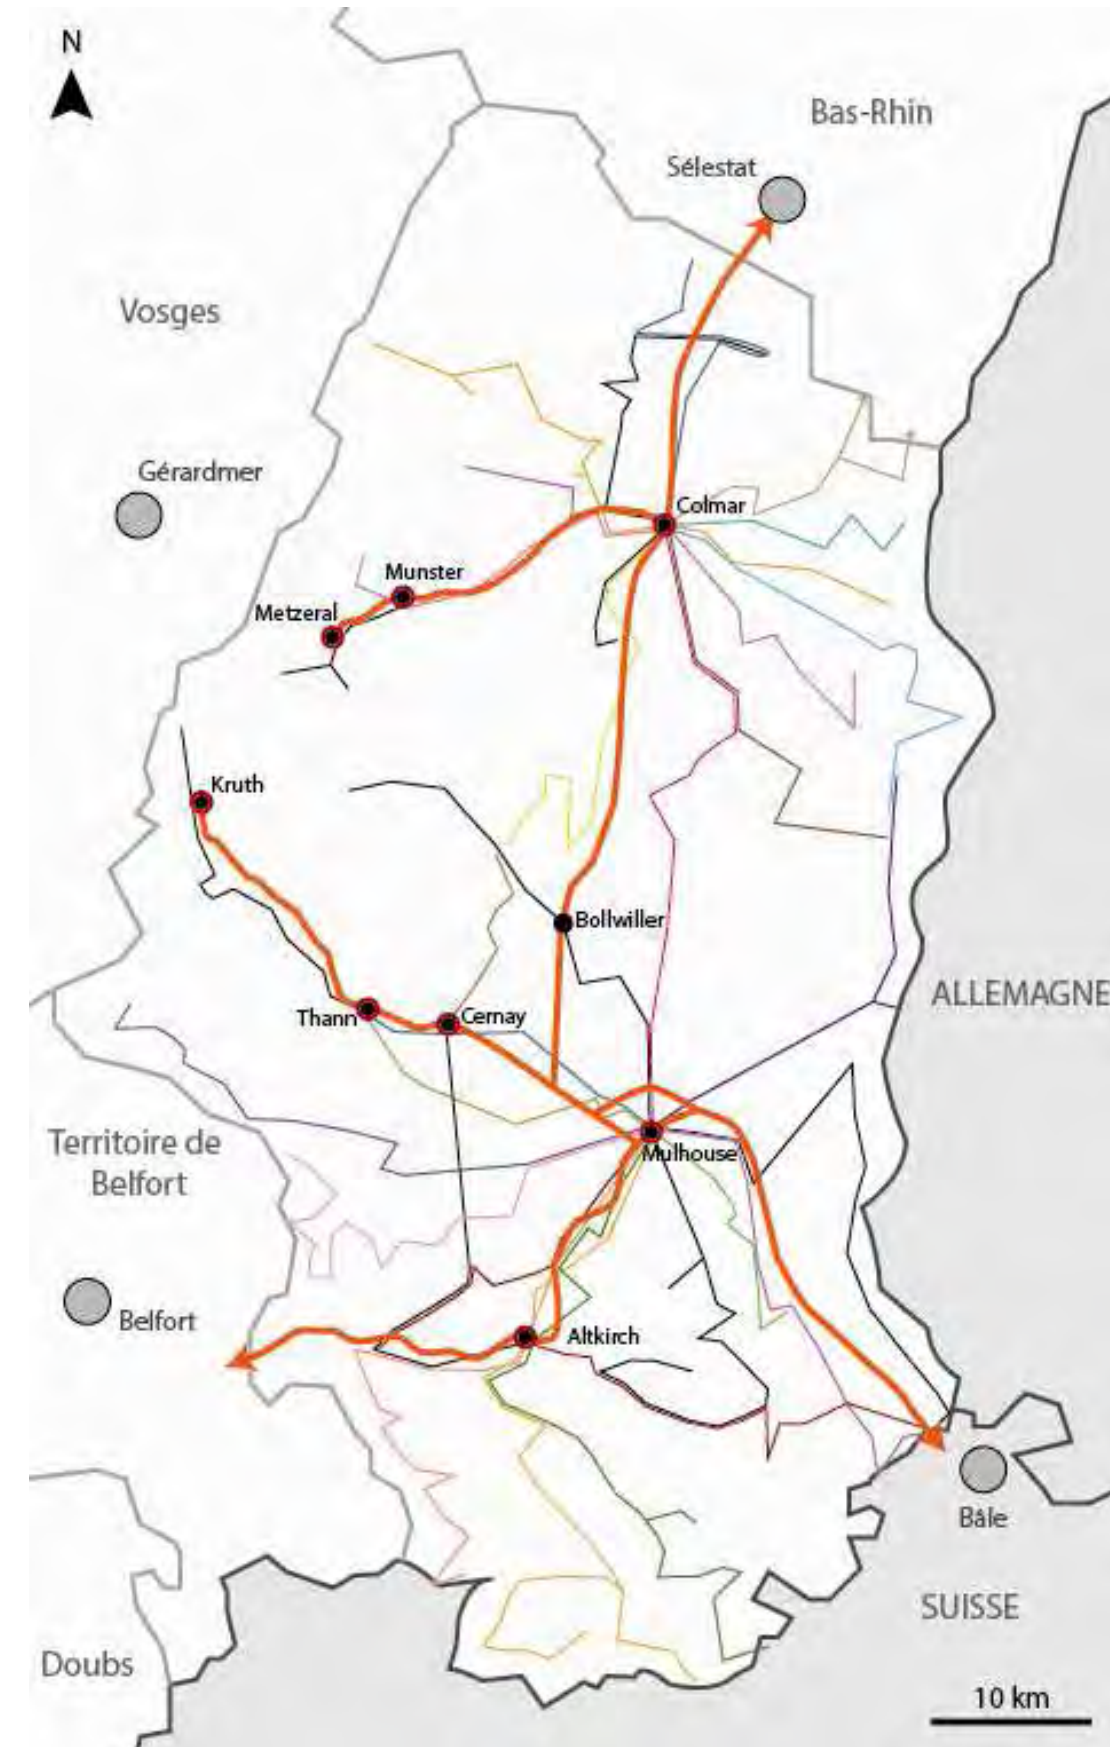 N
Bas-Rhin
Sélestat
Vosges
Gérardmer
Colmar
Munster
Metzeral
Kruth
Bollwiller
ALLEMAGNE
Thann
Cernay
Territoire de
Belfort
Mulhouse
Belfort
Altkirch
Bâle
SUISSE
Doubs
10 km